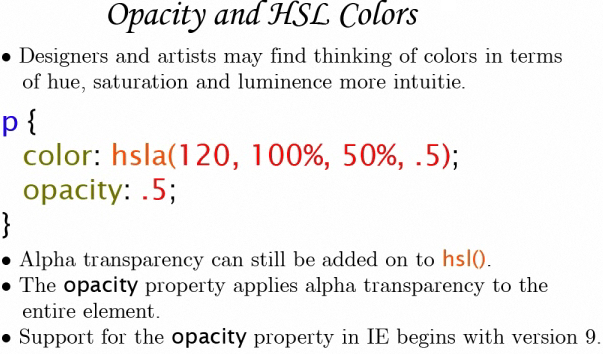 Opacity and HSL Colors
• Designers and artists may find thinking of colors in terms
of hue, saturation and luminence more intuitie.
p {
color: hsla(120, 100%, 50%, .5);
opacity: .5;
}
• Alpha transparency can still be added on to hsl().
• The opacity property applies alpha transparency to the
entire element.
• Support for the opacity property in IE begins with version 9.